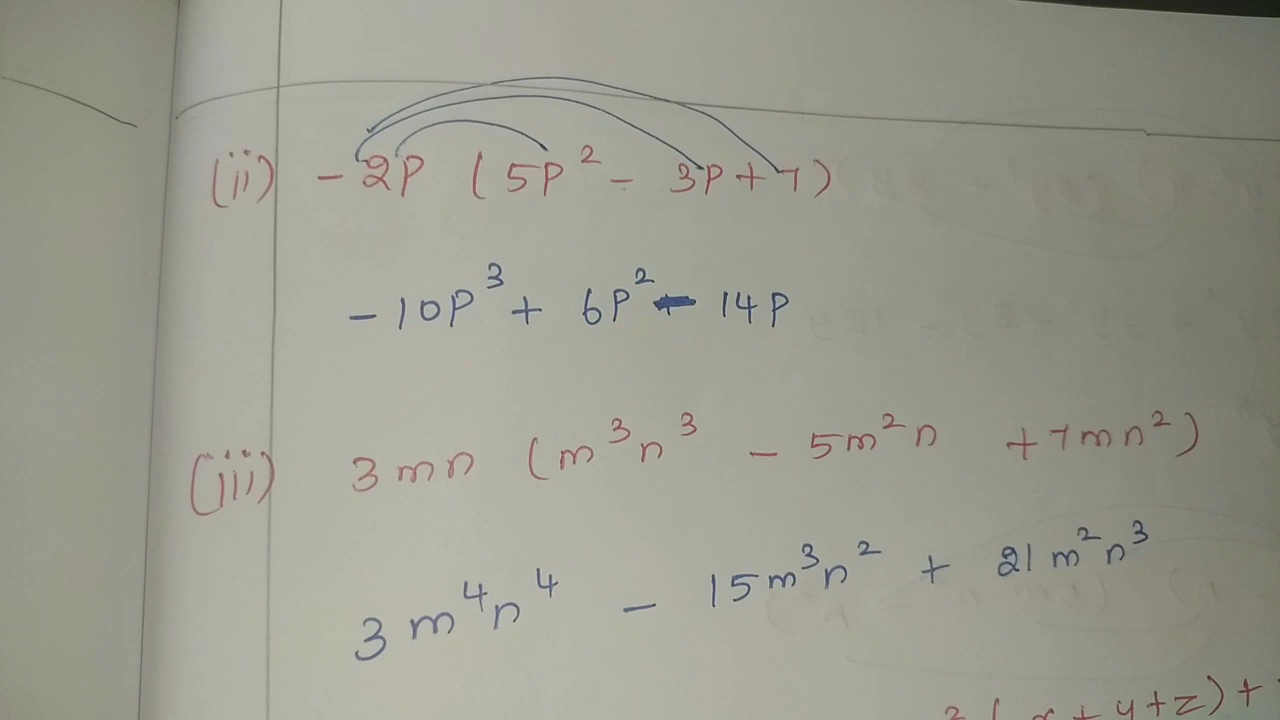 (ii) -2p (5p² - 3p + 7)
-10p³ + 6p² - 14p
(iii) 3mn (m³n³ - 5m²n + 7mn²)
3m⁴n⁴ - 15m³n² + 21m²n³
(x + y + z) +